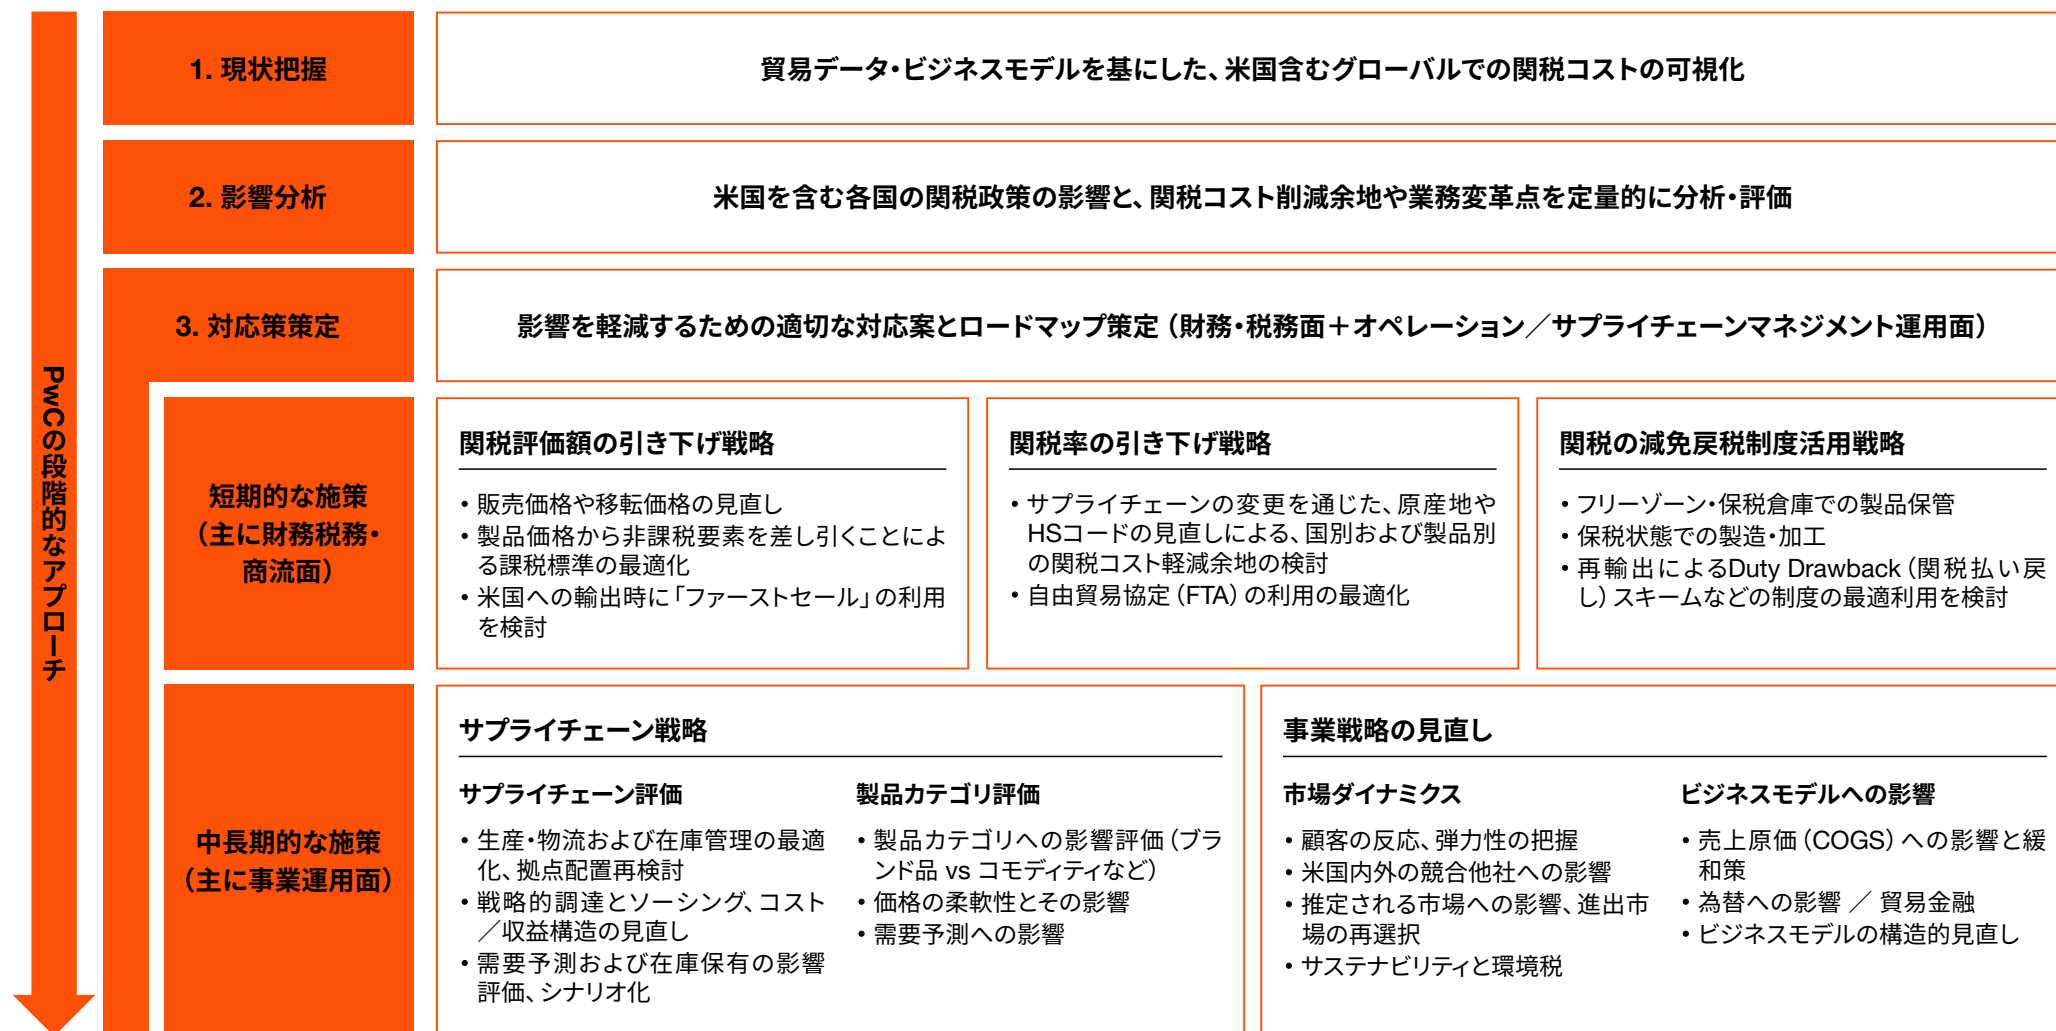 PwCの段階的なアプローチ
1. 現状把握
貿易データ・ビジネスモデルを基にした、米国含むグローバルでの関税コストの可視化
2. 影響分析
米国を含む各国の関税政策の影響と、関税コスト削減余地や業務変革点を定量的に分析・評価
3. 対応策策定
影響を軽減するための適切な対応案とロードマップ策定（財務・税務面＋オペレーション／サプライチェーンマネジメント運用面）
短期的な施策
（主に財務税務・
商流面）
関税評価額の引き下げ戦略
・販売価格や移転価格の見直し
・製品価格から非課税要素を差し引くことによ
る課税標準の最適化
・米国への輸出時に「ファーストセール」の利用
を検討
関税率の引き下げ戦略
・サプライチェーンの変更を通じた、原産地や
HSコードの見直しによる、国別および製品別
の関税コスト軽減余地の検討
・自由貿易協定（FTA）の利用の最適化
関税の減免戻税制度活用戦略
・フリーゾーン・保税倉庫での製品保管
・保税状態での製造・加工
・再輸出によるDuty Drawback（関税払い戻
し）スキームなどの制度の最適利用を検討
中長期的な施策
（主に事業運用面）
サプライチェーン戦略
サプライチェーン評価
・生産・物流および在庫管理の最適
化、拠点配置再検討
・戦略的調達とソーシング、コスト
／収益構造の見直し
・需要予測および在庫保有の影響
評価、シナリオ化
製品カテゴリ評価
・製品カテゴリへの影響評価（ブラ
ンド品 vs コモディティなど）
・価格の柔軟性とその影響
・需要予測への影響
事業戦略の見直し
市場ダイナミクス
・顧客の反応、弾力性の把握
・米国内外の競合他社への影響
・推定される市場への影響、進出市
場の再選択
・サステナビリティと環境税
ビジネスモデルへの影響
・売上原価（COGS）への影響と緩
和策
・為替への影響 ／ 貿易金融
・ビジネスモデルの構造的見直し